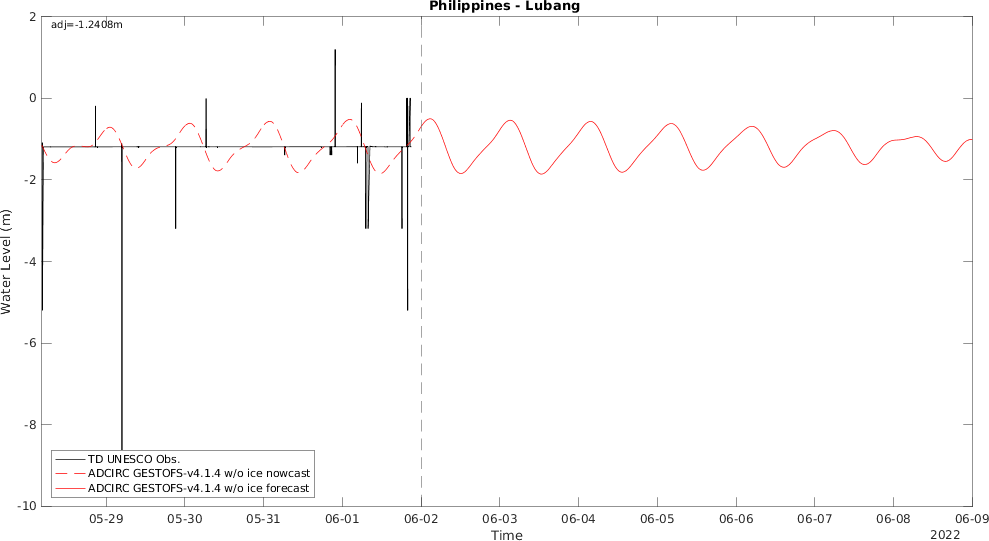 Philippines - Lubang
adj=-1.2408m
2
0
-2
-4
-6
-8
-10
Water Level (m)
TD UNESCO Obs.
ADCIRC GESTOFS-v4.1.4 w/o ice nowcast
ADCIRC GESTOFS-v4.1.4 w/o ice forecast
05-29 05-30 05-31 06-01 06-02 06-03 06-04 06-05 06-06 06-07 06-08 06-09
Time
2022